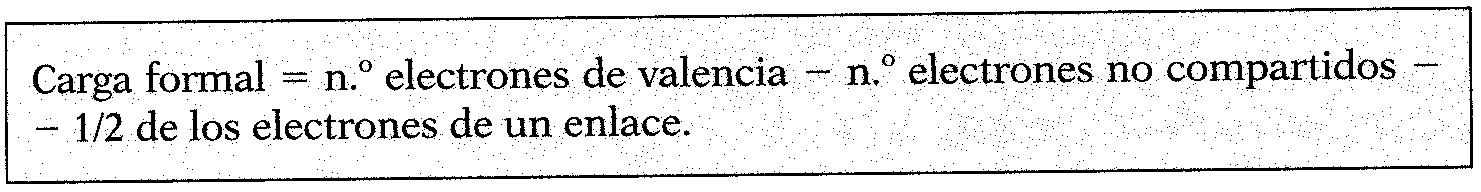 Carga formal = n.º electrones de valencia − n.º electrones no compartidos −
− 1/2 de los electrones de un enlace.